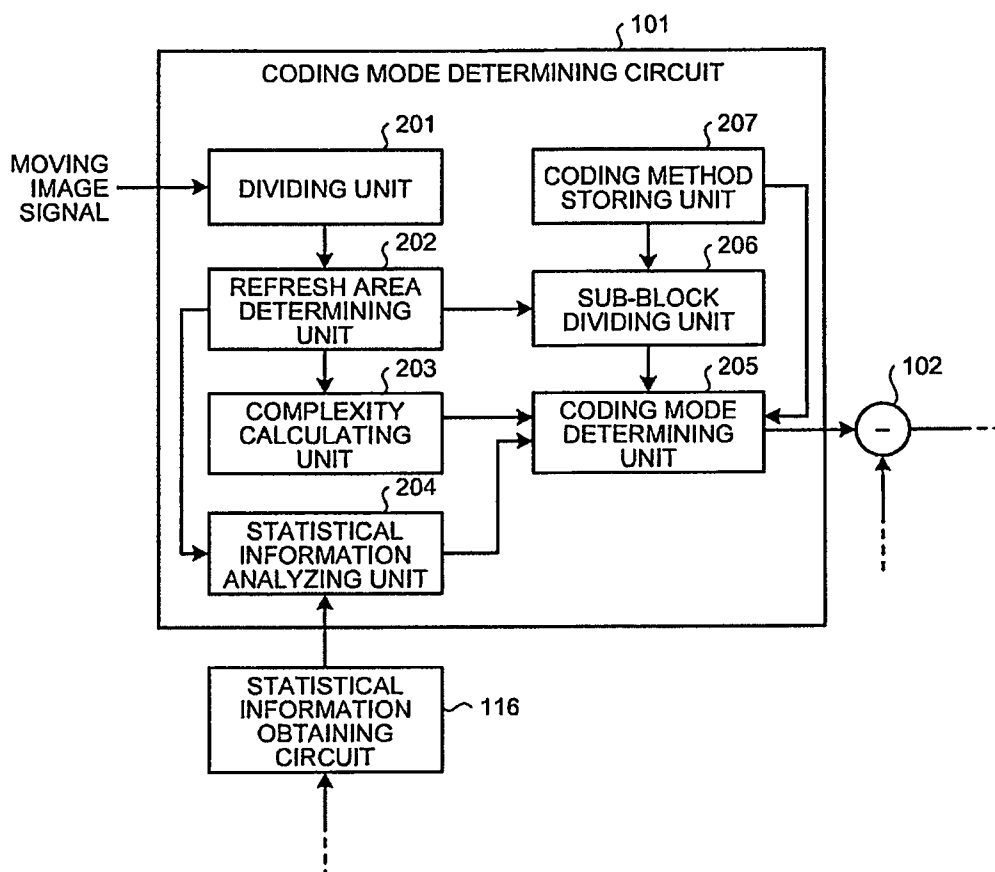 101
CODING MODE DETERMINING CIRCUIT
MOVING
IMAGE
SIGNAL
201
DIVIDING UNIT
207
CODING METHOD
STORING UNIT
202
REFRESH AREA
DETERMINING
UNIT
206
SUB-BLOCK
DIVIDING UNIT
203
COMPLEXITY
CALCULATING
UNIT
205
CODING MODE
DETERMINING
UNIT
102
-
204
STATISTICAL
INFORMATION
ANALYZING UNIT
STATISTICAL
INFORMATION
OBTAINING
CIRCUIT
116